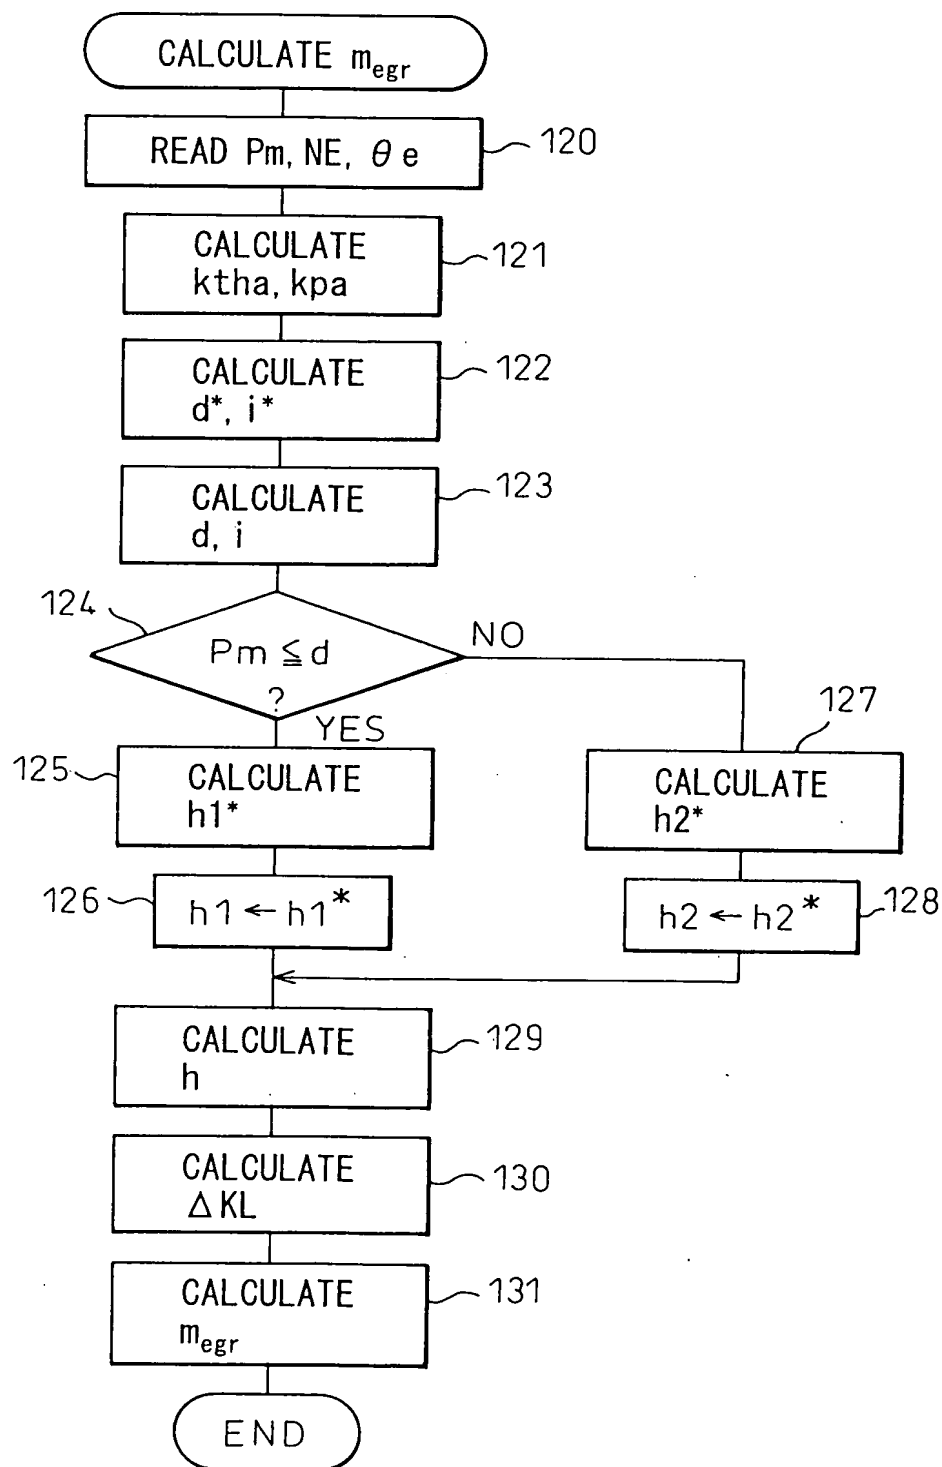 CALCULATE megr
READ Pm, NE, θe
120
CALCULATE
ktha, kpa
121
CALCULATE
d*, i*
122
CALCULATE
d, i
123
124
Pm ≦ d
?
NO
YES
125
CALCULATE
h1*
127
CALCULATE
h2*
126
h1 ← h1*
h2 ← h2*
128
CALCULATE
h
129
CALCULATE
ΔKL
130
CALCULATE
megr
131
END